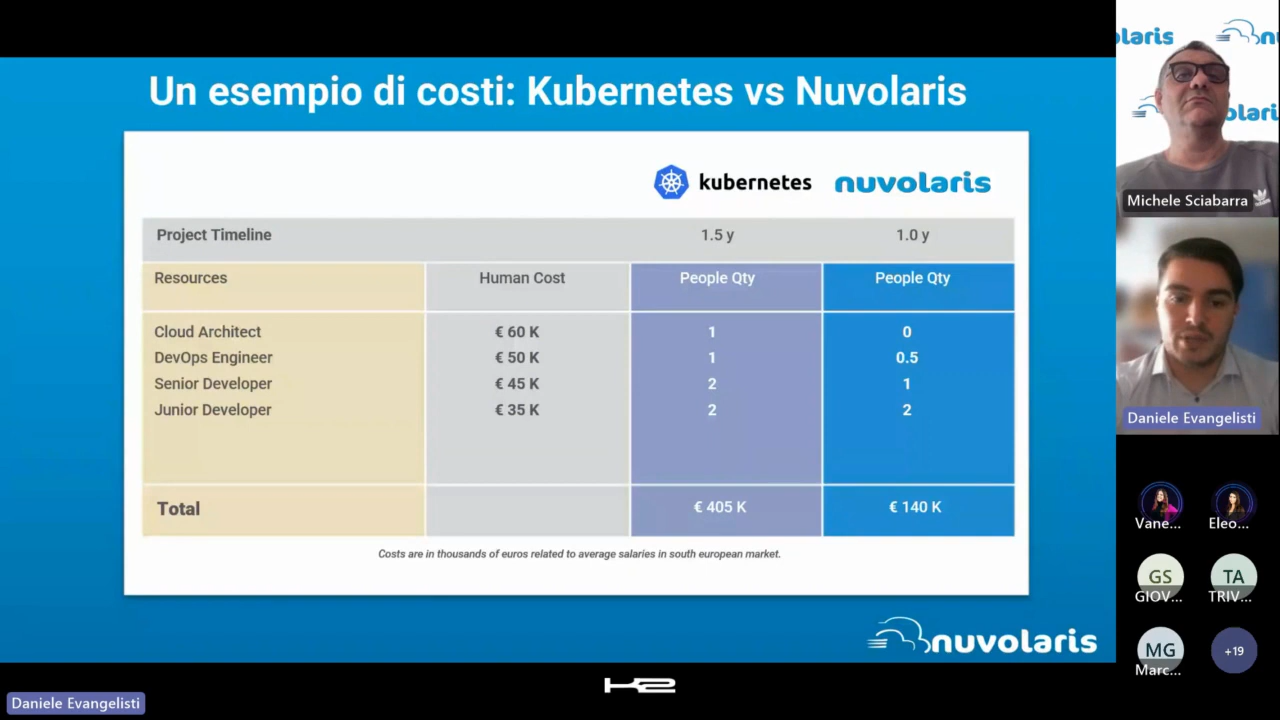 Un esempio di costi: Kubernetes vs Nuvolaris
kubernetes nuvolaris
Project Timeline 1.5 y 1.0 y
Resources Human Cost People Qty People Qty
Cloud Architect € 60 K 1 0
DevOps Engineer € 50 K 1 0.5
Senior Developer € 45 K 2 1
Junior Developer € 35 K 2 2
Total € 405 K € 140 K
Costs are in thousands of euros related to average salaries in south european market.
nuvolaris
K2
Daniele Evangelisti
Michele Sciabarra
Daniele Evangelisti
Vane... Eleo...
GS TA
GIOV... TRIV...
MG +19
Marc...